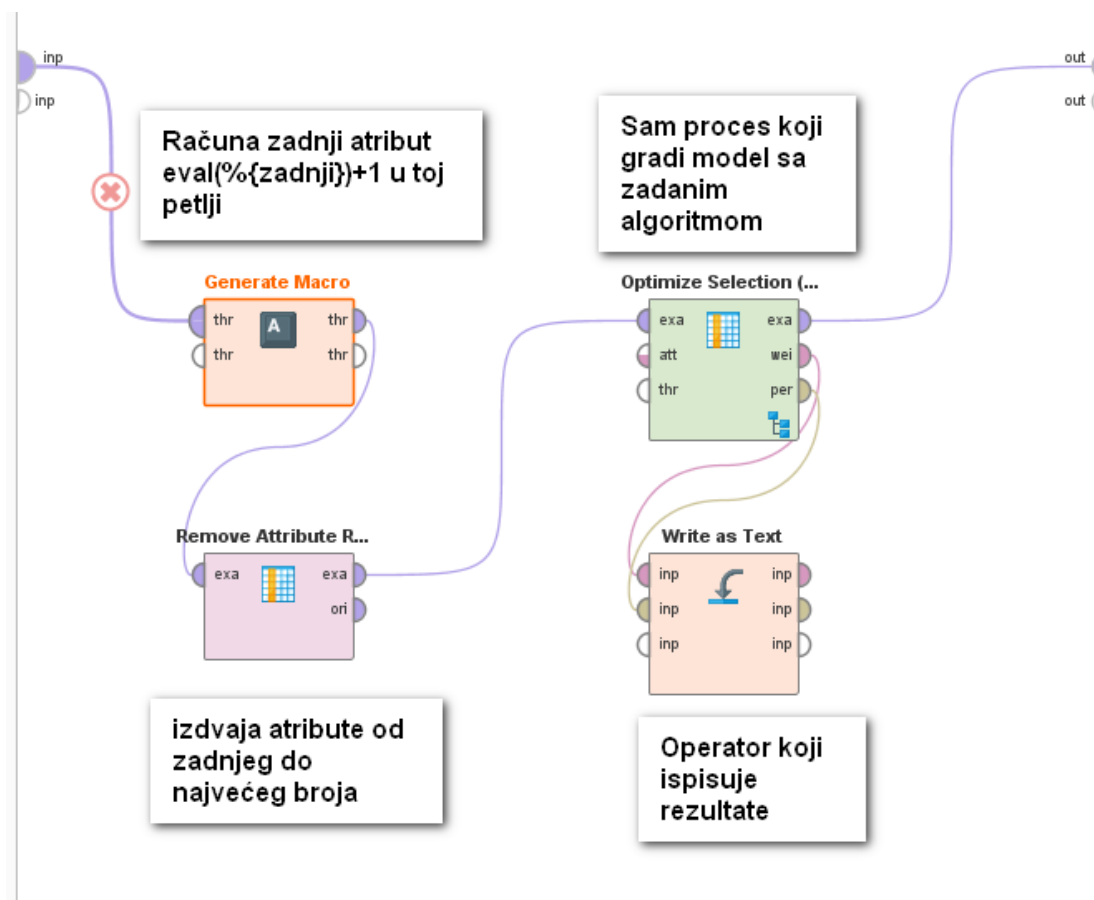 inp
inp
out
out
Računa zadnji atribut
eval(%{zadnji})+1 u toj
petlji
Sam proces koji
gradi model sa
zadanim
algoritmom
Generate Macro
thr thr
thr thr
Optimize Selection (...
exa exa
att wei
thr per
Remove Attribute R...
exa exa
ori
Write as Text
inp inp
inp inp
inp inp
izdvaja atribute od
zadnjeg do
najvećeg broja
Operator koji
ispisuje
rezultate